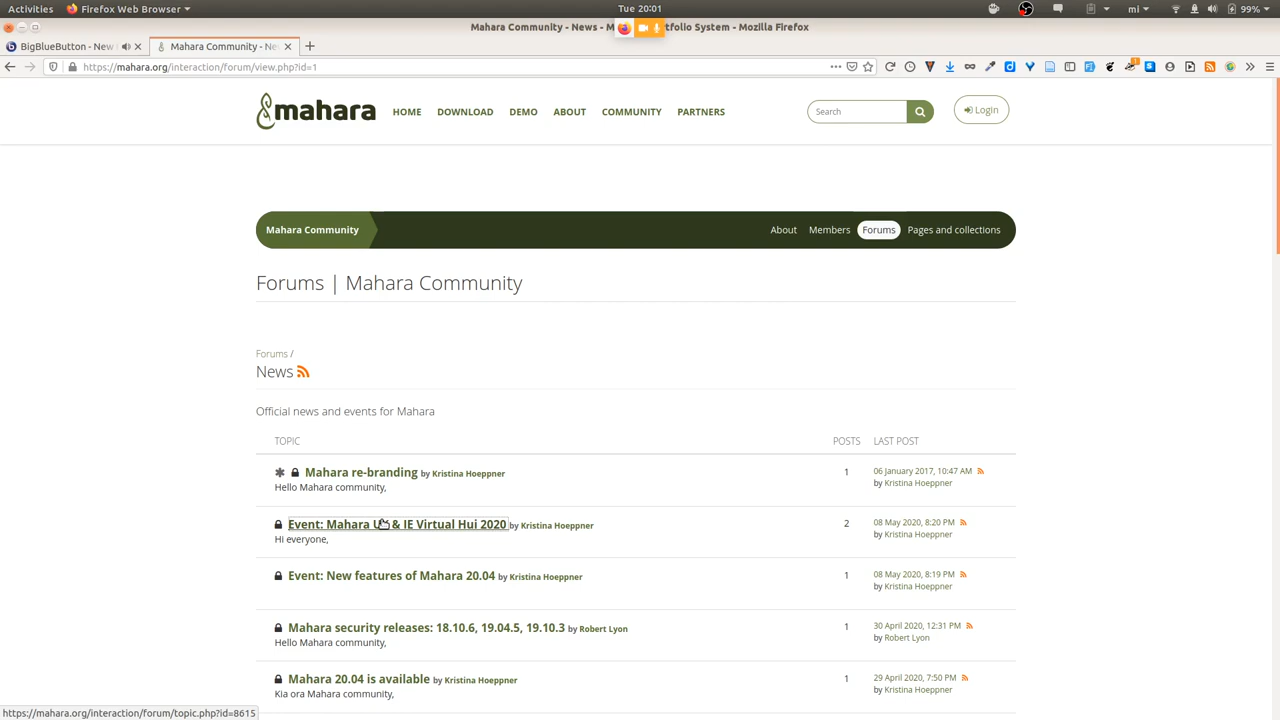 Activities Firefox Web Browser Tue 20:01 mi 99%
Mahara Community - News - M tfolio System - Mozilla Firefox
BigBlueButton - New Mahara Community - Ne
https://mahara.org/interaction/forum/view.php?id=1
mahara HOME DOWNLOAD DEMO ABOUT COMMUNITY PARTNERS Search Login
Mahara Community About Members Forums Pages and collections
Forums | Mahara Community
Forums /
News
Official news and events for Mahara
TOPIC POSTS LAST POST
Mahara re-branding by Kristina Hoeppner 1 06 January 2017, 10:47 AM
Hello Mahara community, by Kristina Hoeppner
Event: Mahara U & IE Virtual Hui 2020 by Kristina Hoeppner 2 08 May 2020, 8:20 PM
Hi everyone, by Kristina Hoeppner
Event: New features of Mahara 20.04 by Kristina Hoeppner 1 08 May 2020, 8:19 PM
by Kristina Hoeppner
Mahara security releases: 18.10.6, 19.04.5, 19.10.3 by Robert Lyon 1 30 April 2020, 12:31 PM
Hello Mahara community, by Robert Lyon
Mahara 20.04 is available by Kristina Hoeppner 1 29 April 2020, 7:50 PM
Kia ora Mahara community, by Kristina Hoeppner
https://mahara.org/interaction/forum/topic.php?id=8615